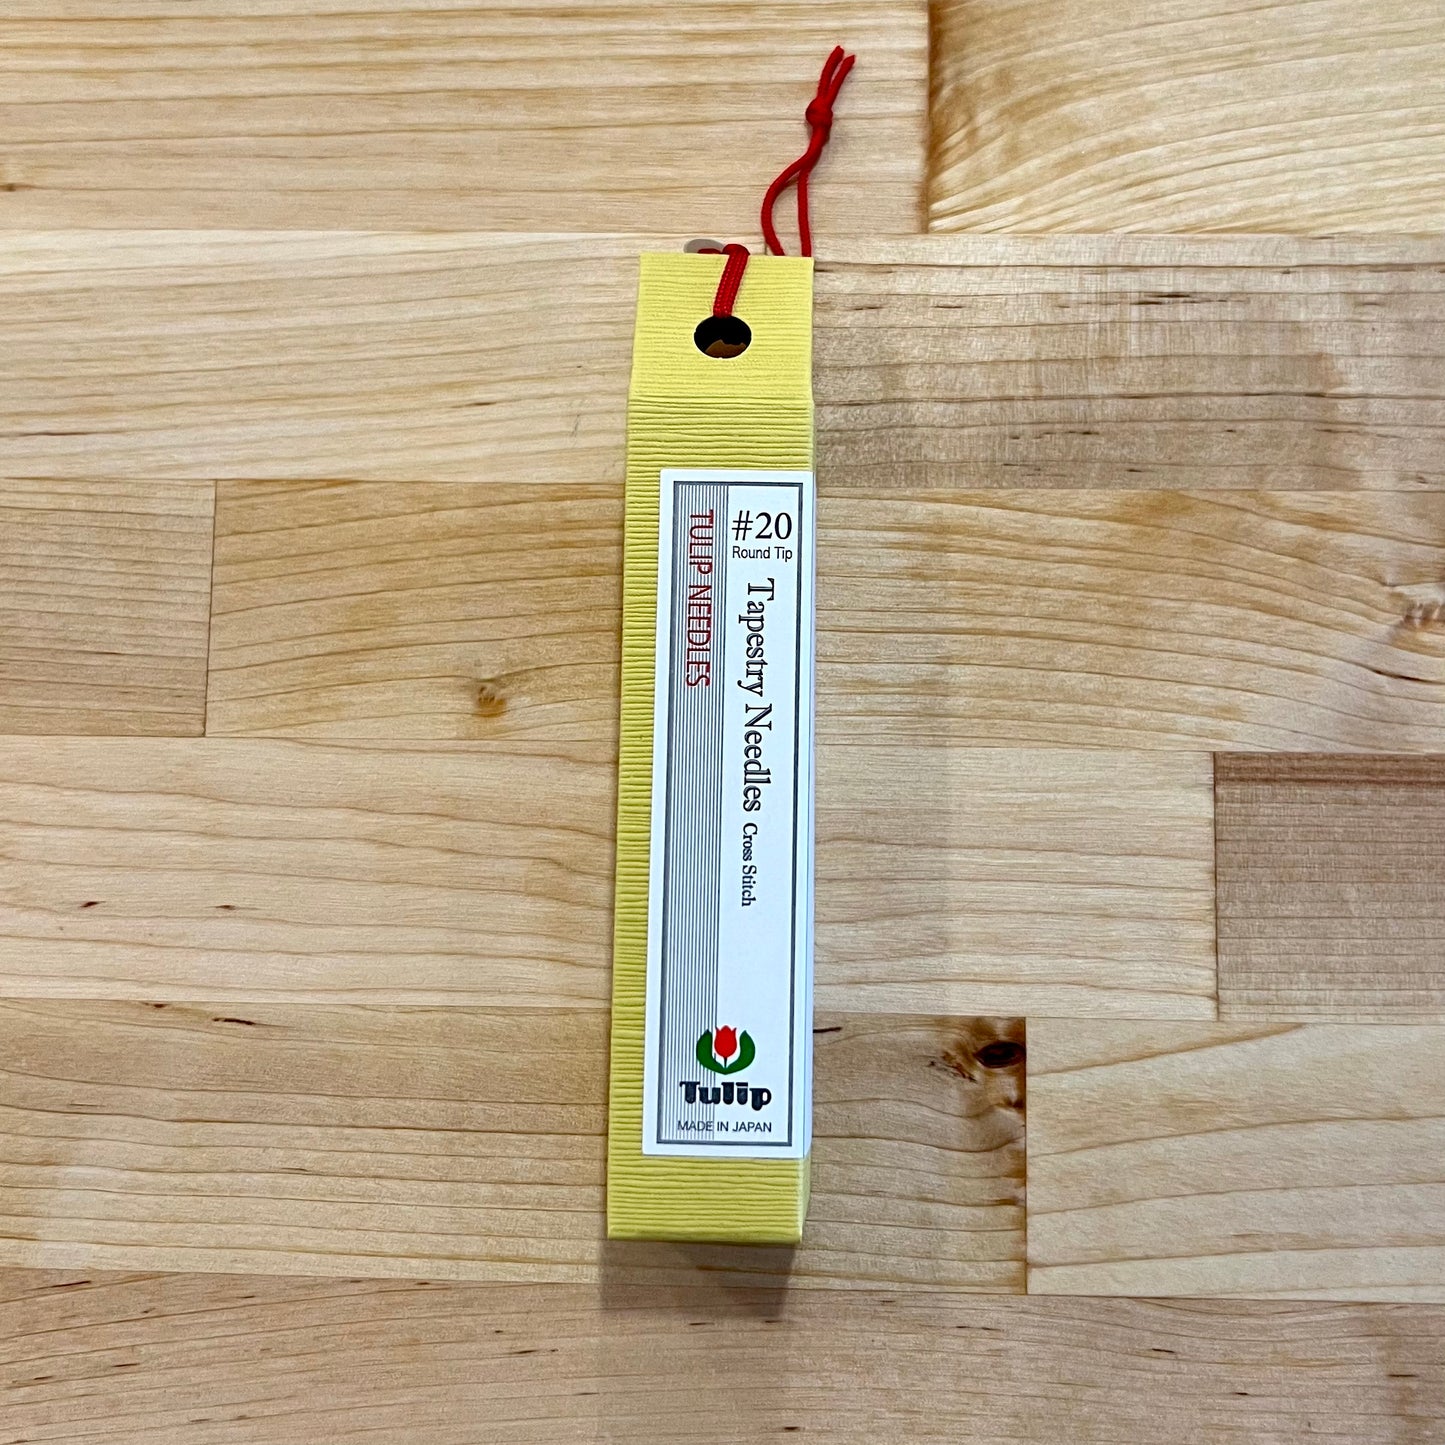 #20
Round Tip
Tapestry Needles Cross Stitch
TULIP NEEDLES
Tulip
MADE IN JAPAN